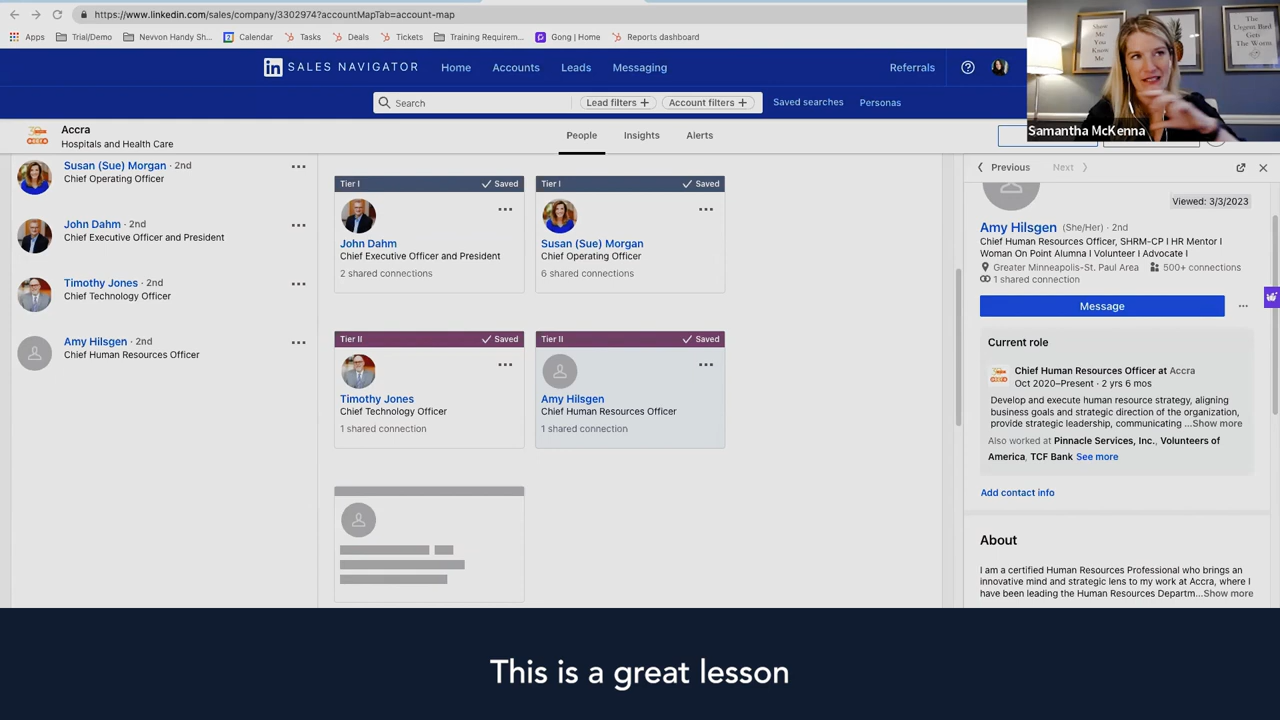 https://www.linkedin.com/sales/company/3302974?accountMapTab=account-map
Apps
Trial/Demo
Nevvon Handy Sh...
Calendar
Tasks
Deals
Tickets
Training Requirem...
Gong | Home
Reports dashboard
in SALES NAVIGATOR
Home
Accounts
Leads
Messaging
Referrals
Search
Lead filters +
Account filters +
Saved searches
Personas
Show
Me
You
Know
Me
The
Urgent Bird
Gets
The Worm
Samantha McKenna
Accra
Hospitals and Health Care
People
Insights
Alerts
Susan (Sue) Morgan · 2nd
Chief Operating Officer
John Dahm · 2nd
Chief Executive Officer and President
Timothy Jones · 2nd
Chief Technology Officer
Amy Hilsgen · 2nd
Chief Human Resources Officer
Tier I
Saved
John Dahm
Chief Executive Officer and President
2 shared connections
Tier I
Saved
Susan (Sue) Morgan
Chief Operating Officer
6 shared connections
Tier II
Saved
Timothy Jones
Chief Technology Officer
1 shared connection
Tier II
Saved
Amy Hilsgen
Chief Human Resources Officer
1 shared connection
Previous
Next
Viewed: 3/3/2023
Amy Hilsgen (She/Her) · 2nd
Chief Human Resources Officer, SHRM-CP I HR Mentor I
Woman On Point Alumna I Volunteer I Advocate I
Greater Minneapolis-St. Paul Area
500+ connections
1 shared connection
Message
Current role
Chief Human Resources Officer at Accra
Oct 2020–Present · 2 yrs 6 mos
Develop and execute human resource strategy, aligning
business goals and strategic direction of the organization,
provide strategic leadership, communicating ...Show more
Also worked at Pinnacle Services, Inc., Volunteers of
America, TCF Bank See more
Add contact info
About
I am a certified Human Resources Professional who brings an
innovative mind and strategic lens to my work at Accra, where I
have been leading the Human Resources Departm...Show more
This is a great lesson